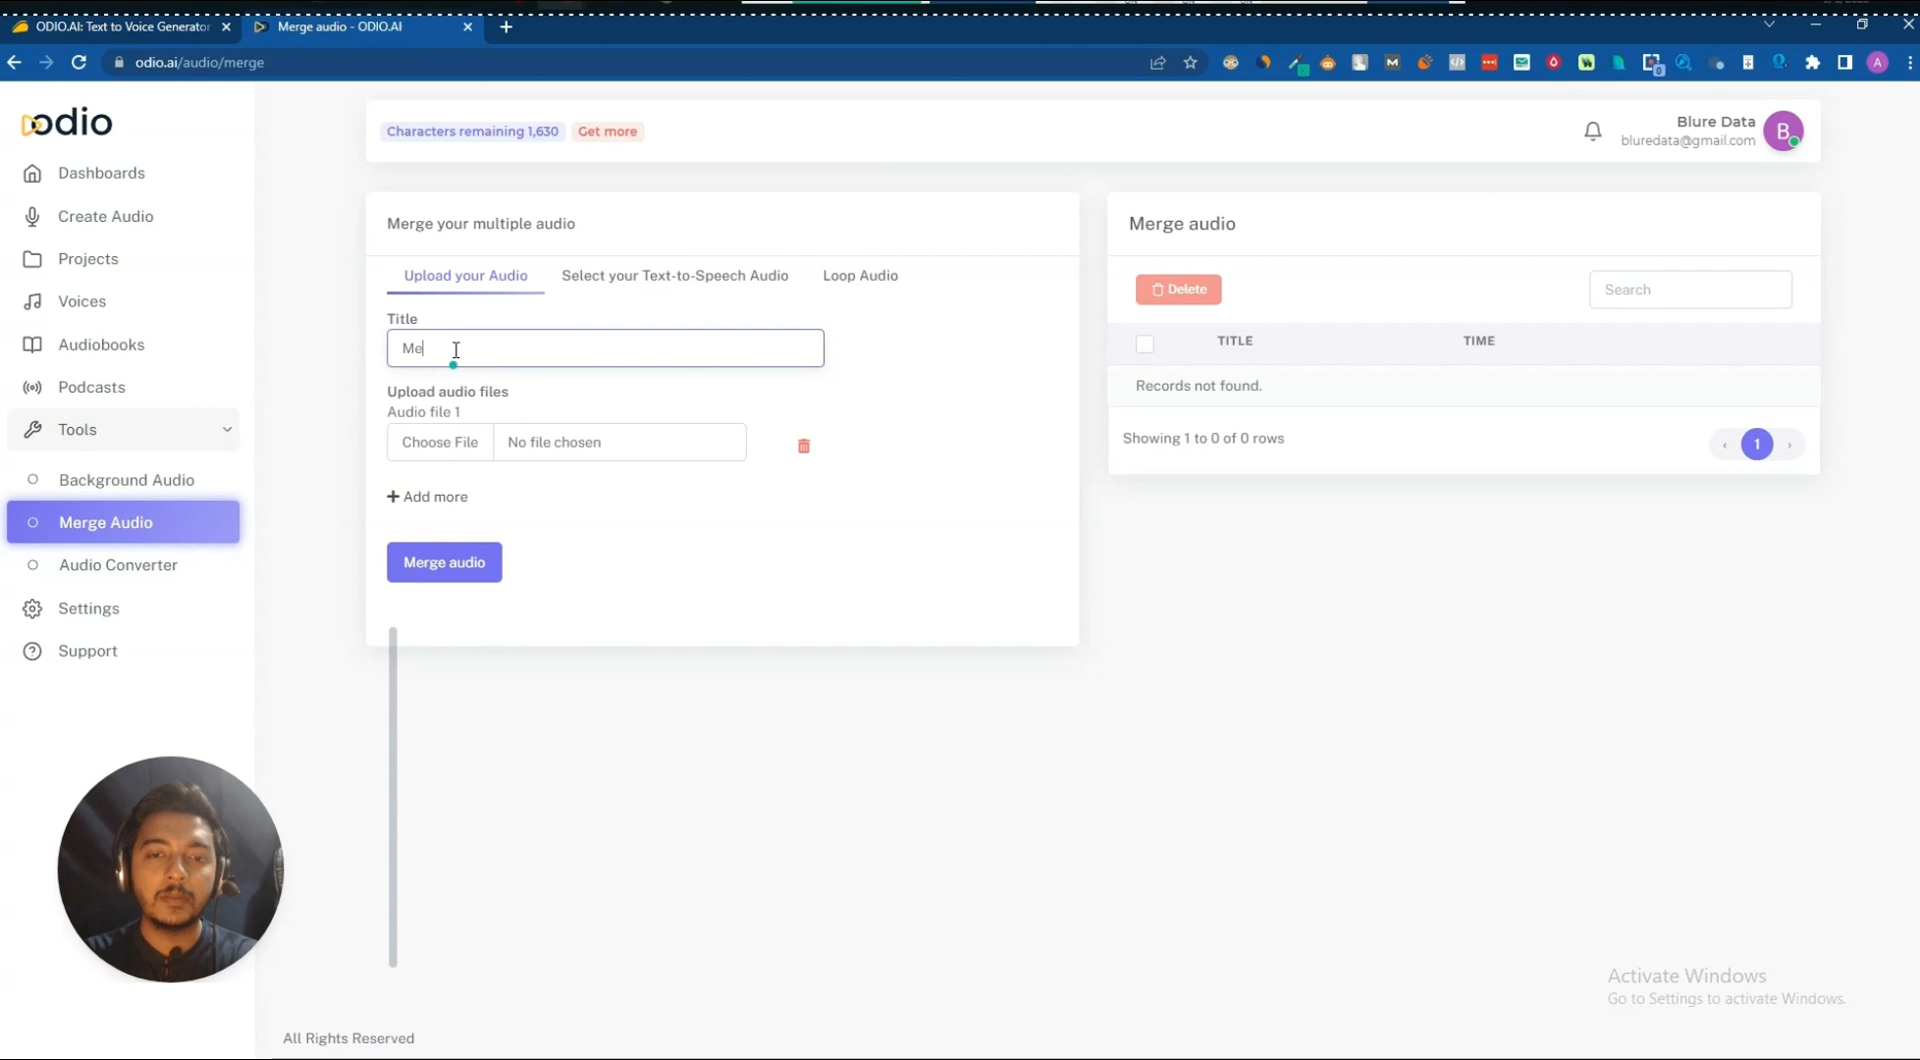 ODIO.AI: Text to Voice Generator
Merge audio - ODIO.AI
odio.ai/audio/merge
odio
Dashboards
Create Audio
Projects
Voices
Audiobooks
Podcasts
Tools
Background Audio
Merge Audio
Audio Converter
Settings
Support
Characters remaining 1,630 Get more
Blure Data
bluredata@gmail.com
B
Merge your multiple audio
Upload your Audio Select your Text-to-Speech Audio Loop Audio
Title
Me
Upload audio files
Audio file 1
Choose File No file chosen
+ Add more
Merge audio
Merge audio
Delete
Search
TITLE TIME
Records not found.
Showing 1 to 0 of 0 rows
‹ 1 ›
Activate Windows
Go to Settings to activate Windows.
All Rights Reserved